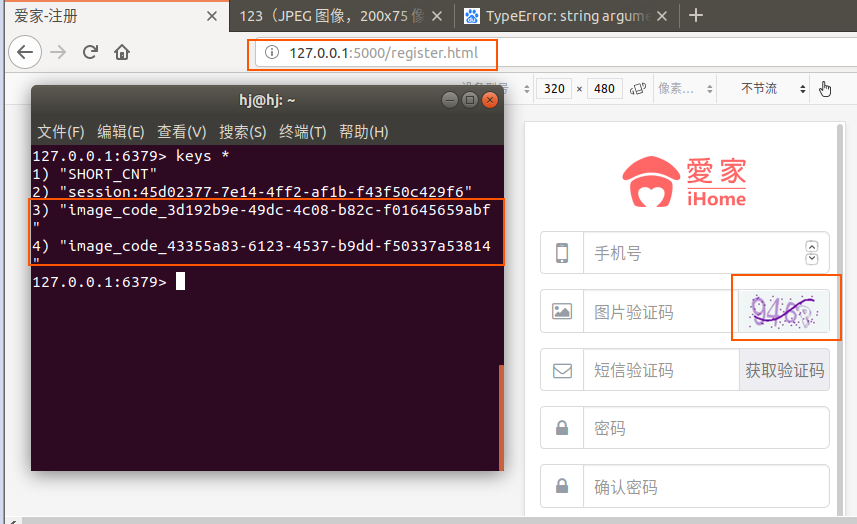 爱家-注册
123（JPEG 图像，200x75 像
TypeError: string argume
127.0.0.1:5000/register.html
320 × 480
像素…
不节流
hj@hj: ~
文件(F) 编辑(E) 查看(V) 搜索(S) 终端(T) 帮助(H)
127.0.0.1:6379> keys *
1) "SHORT_CNT"
2) "session:45d02377-7e14-4ff2-af1b-f43f50c429f6"
3) "image_code_3d192b9e-49dc-4c08-b82c-f01645659abf
"
4) "image_code_43355a83-6123-4537-b9dd-f50337a53814
"
127.0.0.1:6379>
愛家
iHome
手机号
图片验证码
短信验证码 获取验证码
密码
确认密码